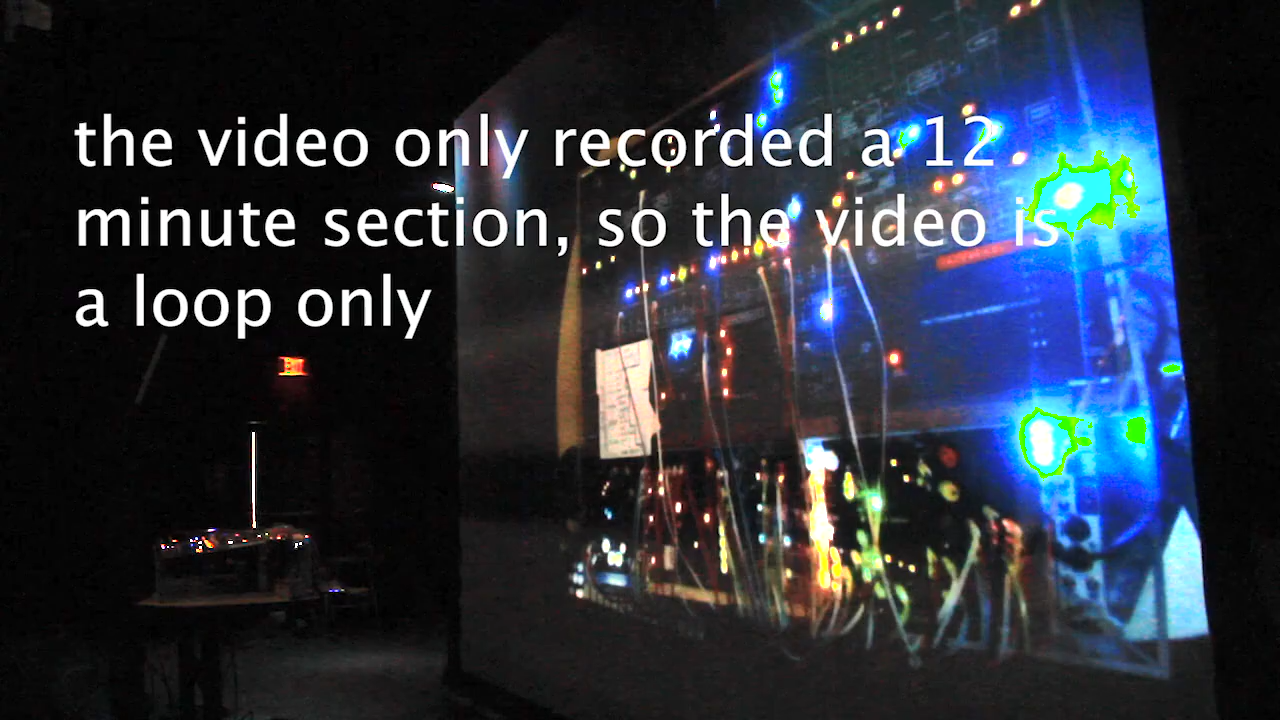 the video only recorded a 12
minute section, so the video is
a loop only